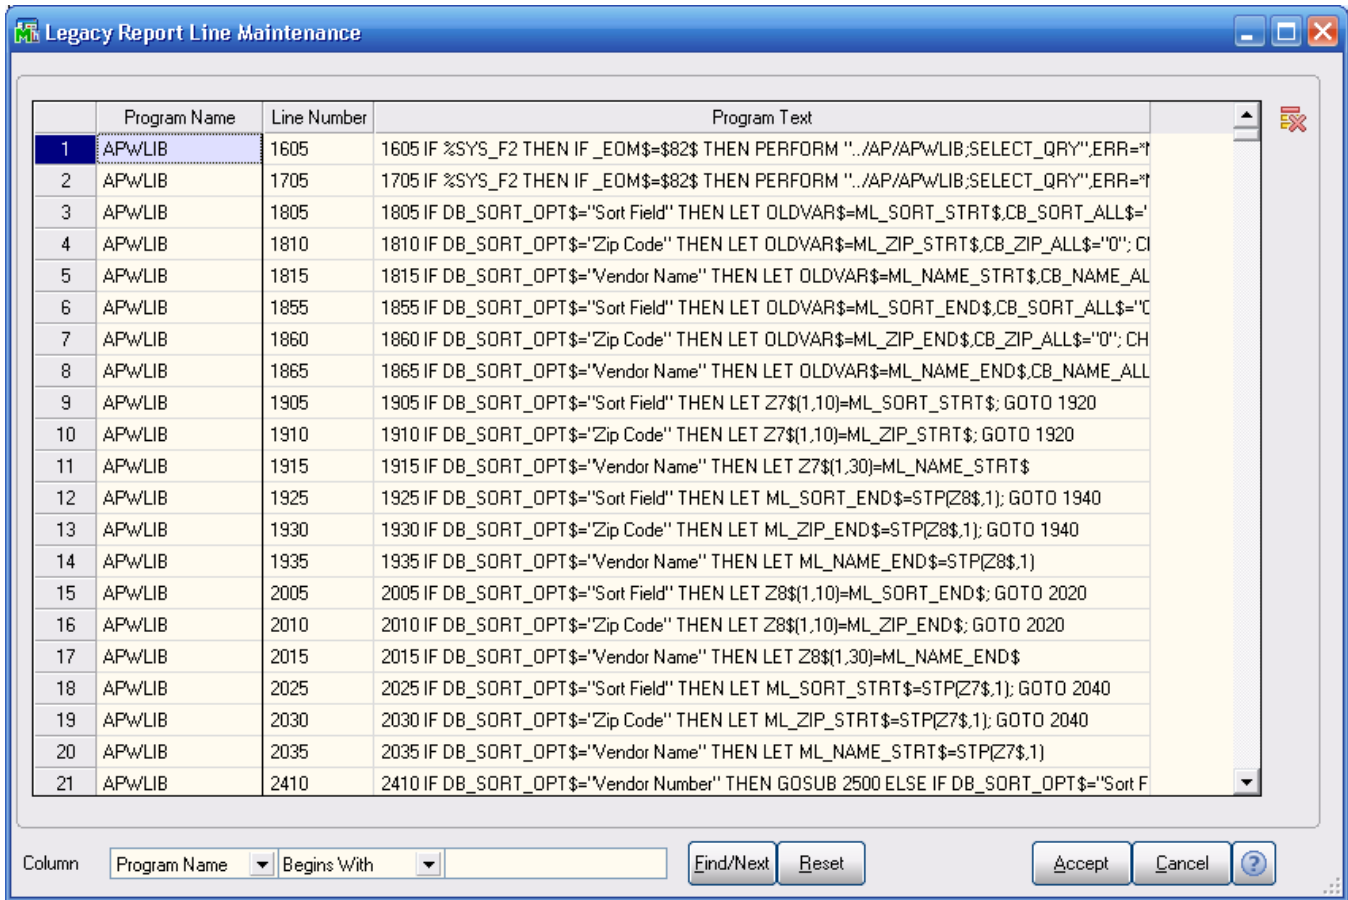 Legacy Report Line Maintenance
Program Name Line Number Program Text
1 APWLIB 1605 1605 IF %SYS_F2 THEN IF _EOM$=$82$ THEN PERFORM "../AP/APWLIB;SELECT_QRY",ERR=*
2 APWLIB 1705 1705 IF %SYS_F2 THEN IF _EOM$=$82$ THEN PERFORM "../AP/APWLIB;SELECT_QRY",ERR=*
3 APWLIB 1805 1805 IF DB_SORT_OPT$="Sort Field" THEN LET OLDVAR$=ML_SORT_STRT$,CB_SORT_ALL$="
4 APWLIB 1810 1810 IF DB_SORT_OPT$="Zip Code" THEN LET OLDVAR$=ML_ZIP_STRT$,CB_ZIP_ALL$="0"; C
5 APWLIB 1815 1815 IF DB_SORT_OPT$="Vendor Name" THEN LET OLDVAR$=ML_NAME_STRT$,CB_NAME_AL
6 APWLIB 1855 1855 IF DB_SORT_OPT$="Sort Field" THEN LET OLDVAR$=ML_SORT_END$,CB_SORT_ALL$="0
7 APWLIB 1860 1860 IF DB_SORT_OPT$="Zip Code" THEN LET OLDVAR$=ML_ZIP_END$,CB_ZIP_ALL$="0"; CH
8 APWLIB 1865 1865 IF DB_SORT_OPT$="Vendor Name" THEN LET OLDVAR$=ML_NAME_END$,CB_NAME_ALL
9 APWLIB 1905 1905 IF DB_SORT_OPT$="Sort Field" THEN LET Z7$(1,10)=ML_SORT_STRT$; GOTO 1920
10 APWLIB 1910 1910 IF DB_SORT_OPT$="Zip Code" THEN LET Z7$(1,10)=ML_ZIP_STRT$; GOTO 1920
11 APWLIB 1915 1915 IF DB_SORT_OPT$="Vendor Name" THEN LET Z7$(1,30)=ML_NAME_STRT$
12 APWLIB 1925 1925 IF DB_SORT_OPT$="Sort Field" THEN LET ML_SORT_END$=STP(Z8$,1); GOTO 1940
13 APWLIB 1930 1930 IF DB_SORT_OPT$="Zip Code" THEN LET ML_ZIP_END$=STP(Z8$,1); GOTO 1940
14 APWLIB 1935 1935 IF DB_SORT_OPT$="Vendor Name" THEN LET ML_NAME_END$=STP(Z8$,1)
15 APWLIB 2005 2005 IF DB_SORT_OPT$="Sort Field" THEN LET Z8$(1,10)=ML_SORT_END$; GOTO 2020
16 APWLIB 2010 2010 IF DB_SORT_OPT$="Zip Code" THEN LET Z8$(1,10)=ML_ZIP_END$; GOTO 2020
17 APWLIB 2015 2015 IF DB_SORT_OPT$="Vendor Name" THEN LET Z8$(1,30)=ML_NAME_END$
18 APWLIB 2025 2025 IF DB_SORT_OPT$="Sort Field" THEN LET ML_SORT_STRT$=STP(Z7$,1); GOTO 2040
19 APWLIB 2030 2030 IF DB_SORT_OPT$="Zip Code" THEN LET ML_ZIP_STRT$=STP(Z7$,1); GOTO 2040
20 APWLIB 2035 2035 IF DB_SORT_OPT$="Vendor Name" THEN LET ML_NAME_STRT$=STP(Z7$,1)
21 APWLIB 2410 2410 IF DB_SORT_OPT$="Vendor Number" THEN GOSUB 2500 ELSE IF DB_SORT_OPT$="Sort F
Column Program Name Begins With Find/Next Reset Accept Cancel ?